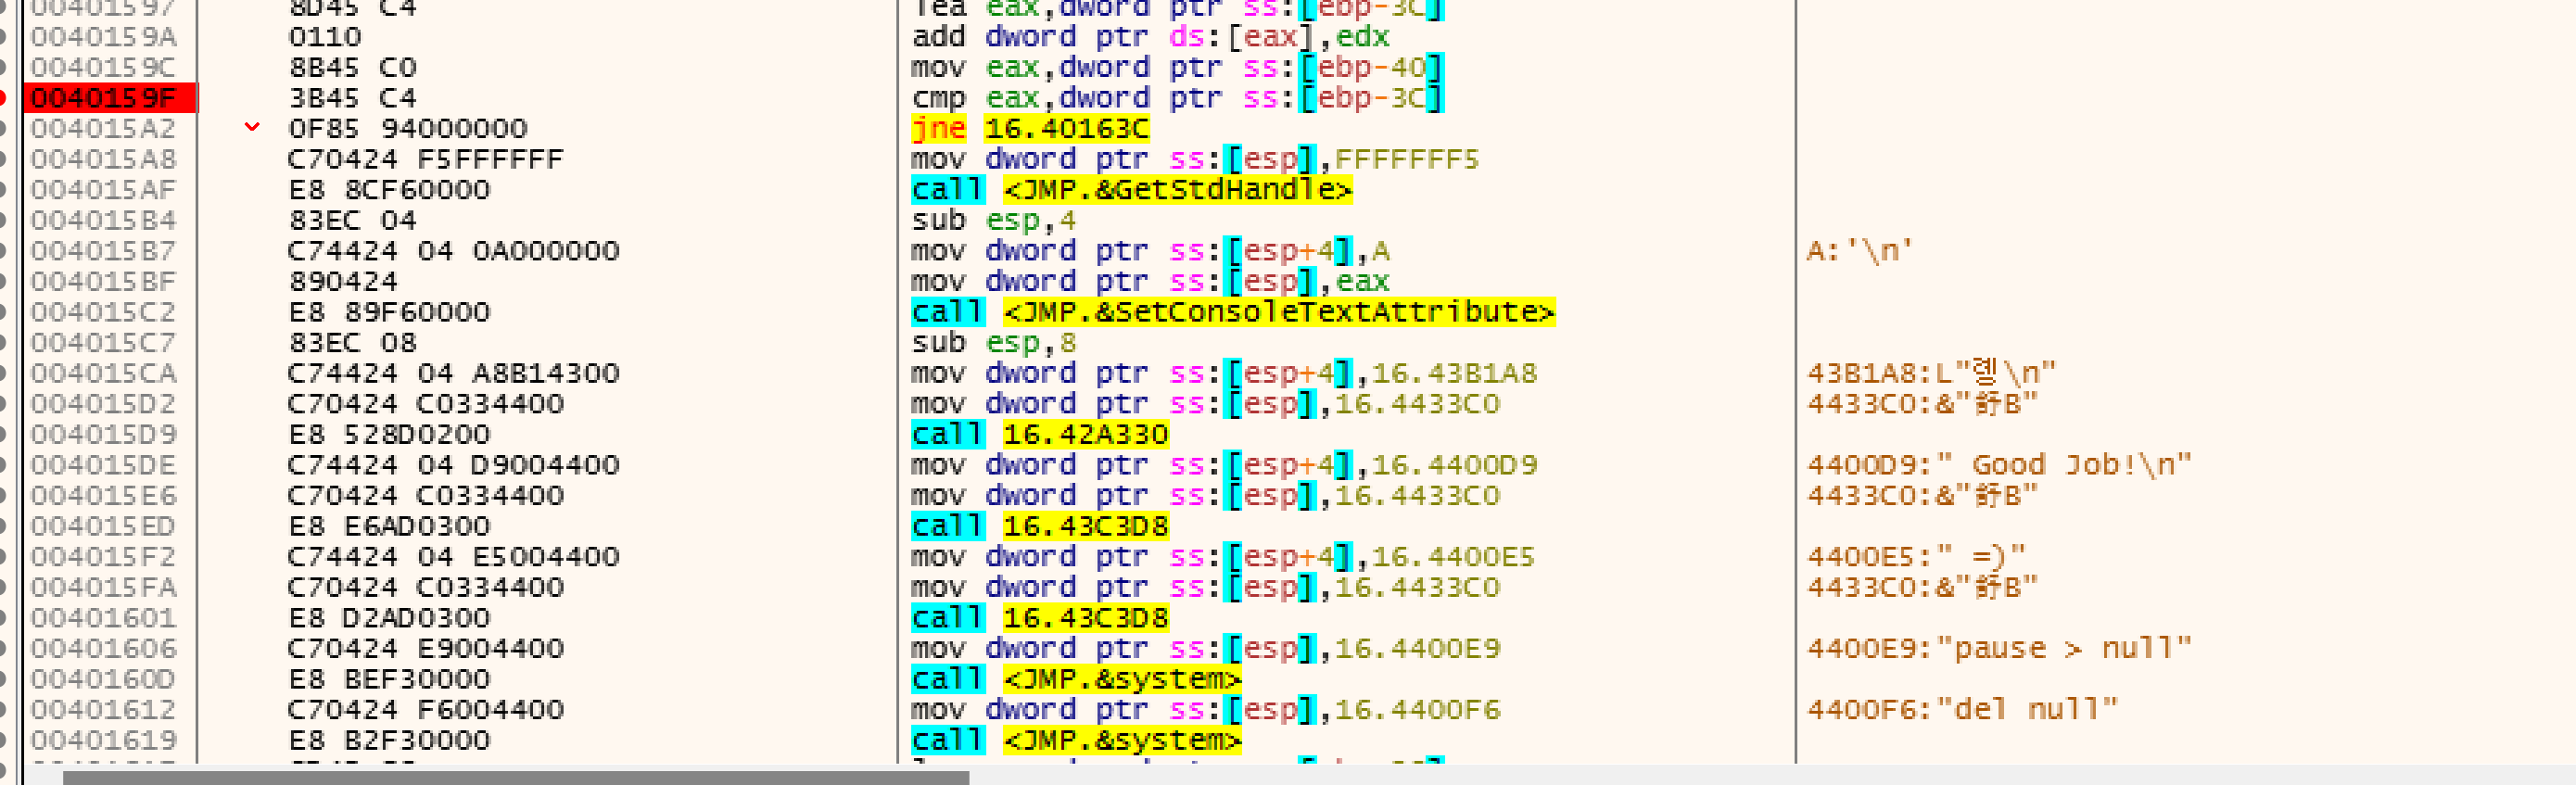 00401597 8D45 C4 lea eax,dword ptr ss:[ebp-3C]
0040159A 0110 add dword ptr ds:[eax],edx
0040159C 8B45 C0 mov eax,dword ptr ss:[ebp-40]
0040159F 3B45 C4 cmp eax,dword ptr ss:[ebp-3C]
004015A2 0F85 94000000 jne 16.40163C
004015A8 C70424 F5FFFFFF mov dword ptr ss:[esp],FFFFFFF5
004015AF E8 8CF60000 call <JMP.&GetStdHandle>
004015B4 83EC 04 sub esp,4
004015B7 C74424 04 0A000000 mov dword ptr ss:[esp+4],A A:'\n'
004015BF 890424 mov dword ptr ss:[esp],eax
004015C2 E8 89F60000 call <JMP.&SetConsoleTextAttribute>
004015C7 83EC 08 sub esp,8
004015CA C74424 04 A8B14300 mov dword ptr ss:[esp+4],16.43B1A8 43B1A8:L"\n"
004015D2 C70424 C0334400 mov dword ptr ss:[esp],16.4433C0 4433C0:&"B"
004015D9 E8 528D0200 call 16.42A330
004015DE C74424 04 D9004400 mov dword ptr ss:[esp+4],16.4400D9 4400D9:" Good Job!\n"
004015E6 C70424 C0334400 mov dword ptr ss:[esp],16.4433C0 4433C0:&"B"
004015ED E8 E6AD0300 call 16.43C3D8
004015F2 C74424 04 E5004400 mov dword ptr ss:[esp+4],16.4400E5 4400E5:" =)"
004015FA C70424 C0334400 mov dword ptr ss:[esp],16.4433C0 4433C0:&"B"
00401601 E8 D2AD0300 call 16.43C3D8
00401606 C70424 E9004400 mov dword ptr ss:[esp],16.4400E9 4400E9:"pause > null"
0040160D E8 BEF30000 call <JMP.&system>
00401612 C70424 F6004400 mov dword ptr ss:[esp],16.4400F6 4400F6:"del null"
00401619 E8 B2F30000 call <JMP.&system>